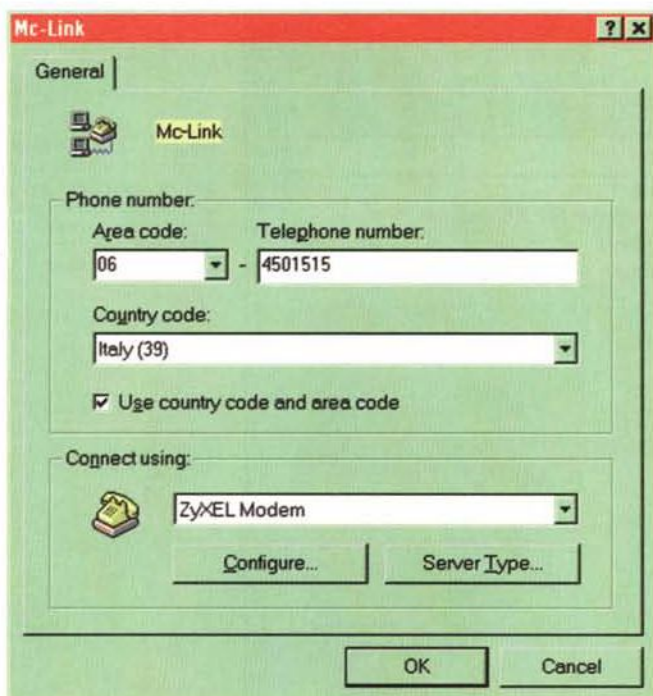 Mc-Link
General
Mc-Link
Phone number:
Area code: Telephone number:
06 - 4501515
Country code:
Italy (39)
Use country code and area code
Connect using:
ZyXEL Modem
Configure... Server Type...
OK Cancel